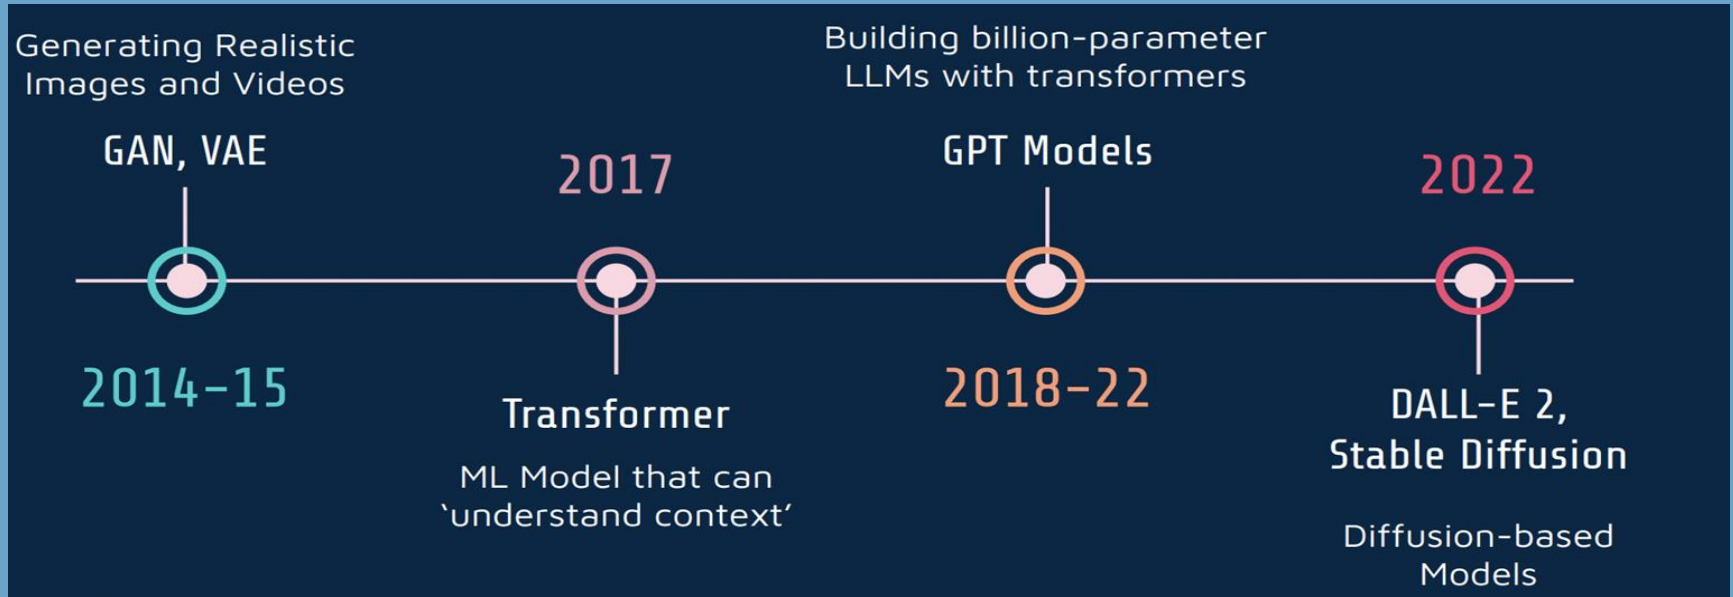 Generating Realistic
Images and Videos
GAN, VAE
2014-15
2017
Transformer
ML Model that can
‘understand context’
Building billion-parameter
LLMs with transformers
GPT Models
2018-22
2022
DALL-E 2,
Stable Diffusion
Diffusion-based
Models